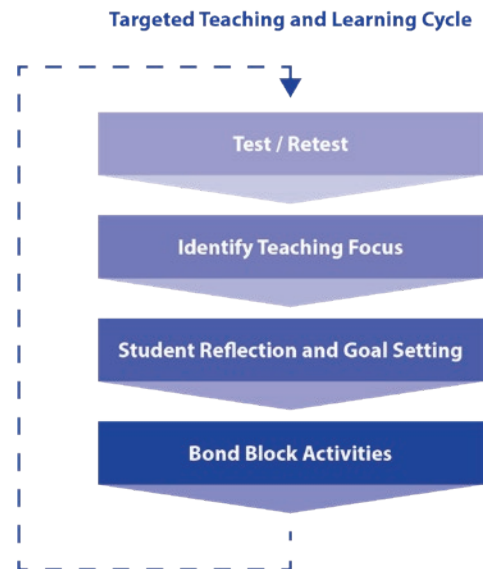 Targeted Teaching and Learning Cycle
Test / Retest
Identify Teaching Focus
Student Reflection and Goal Setting
Bond Block Activities